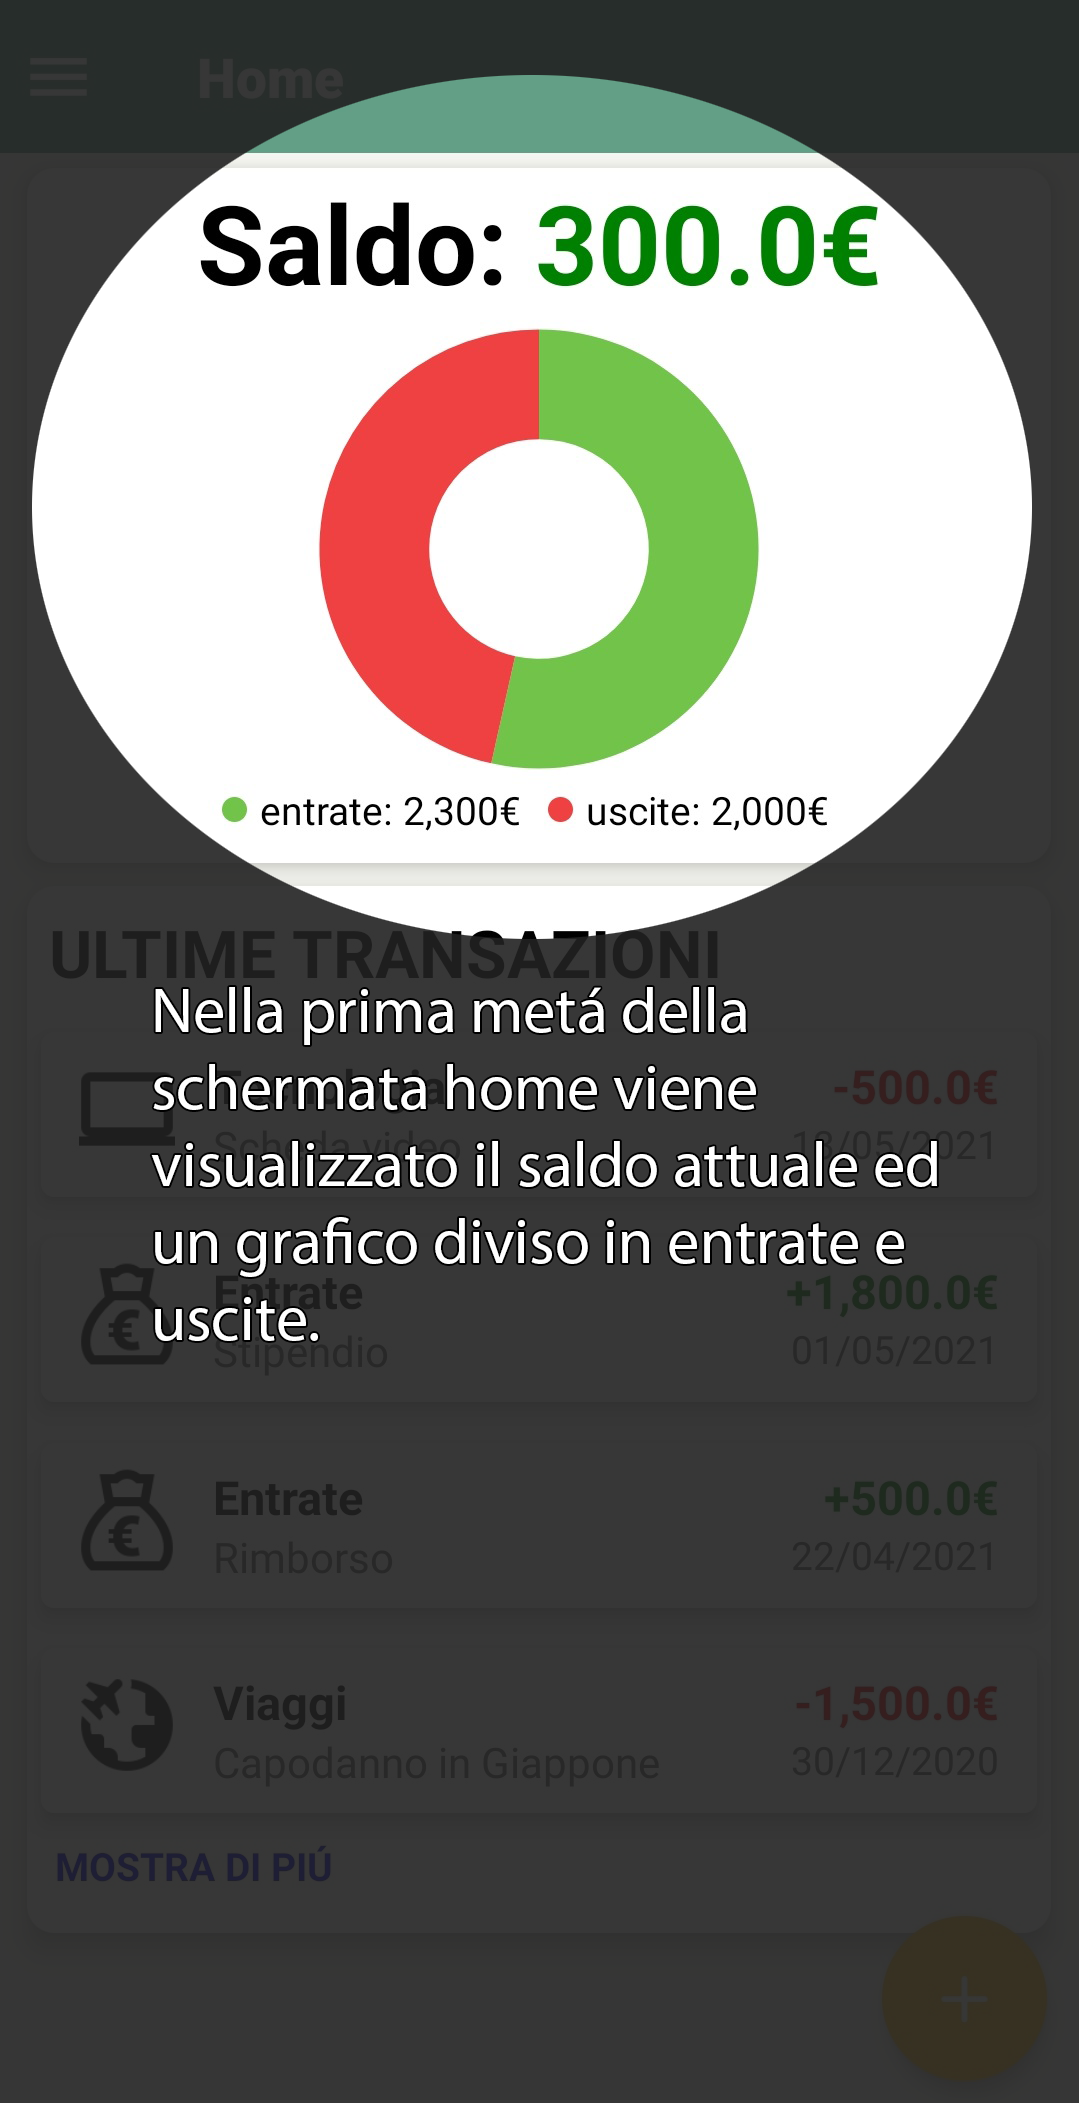 Home
Saldo: 300.0€
entrate: 2,300€ uscite: 2,000€
ULTIME TRANSAZIONI
Nella prima metá della
schermata home viene
visualizzato il saldo attuale ed
un grafico diviso in entrate e
uscite.
Tecnologia -500.0€
Scheda video 13/05/2021
Entrate +1,800.0€
Stipendio 01/05/2021
Entrate +500.0€
Rimborso 22/04/2021
Viaggi -1,500.0€
Capodanno in Giappone 30/12/2020
MOSTRA DI PIÚ